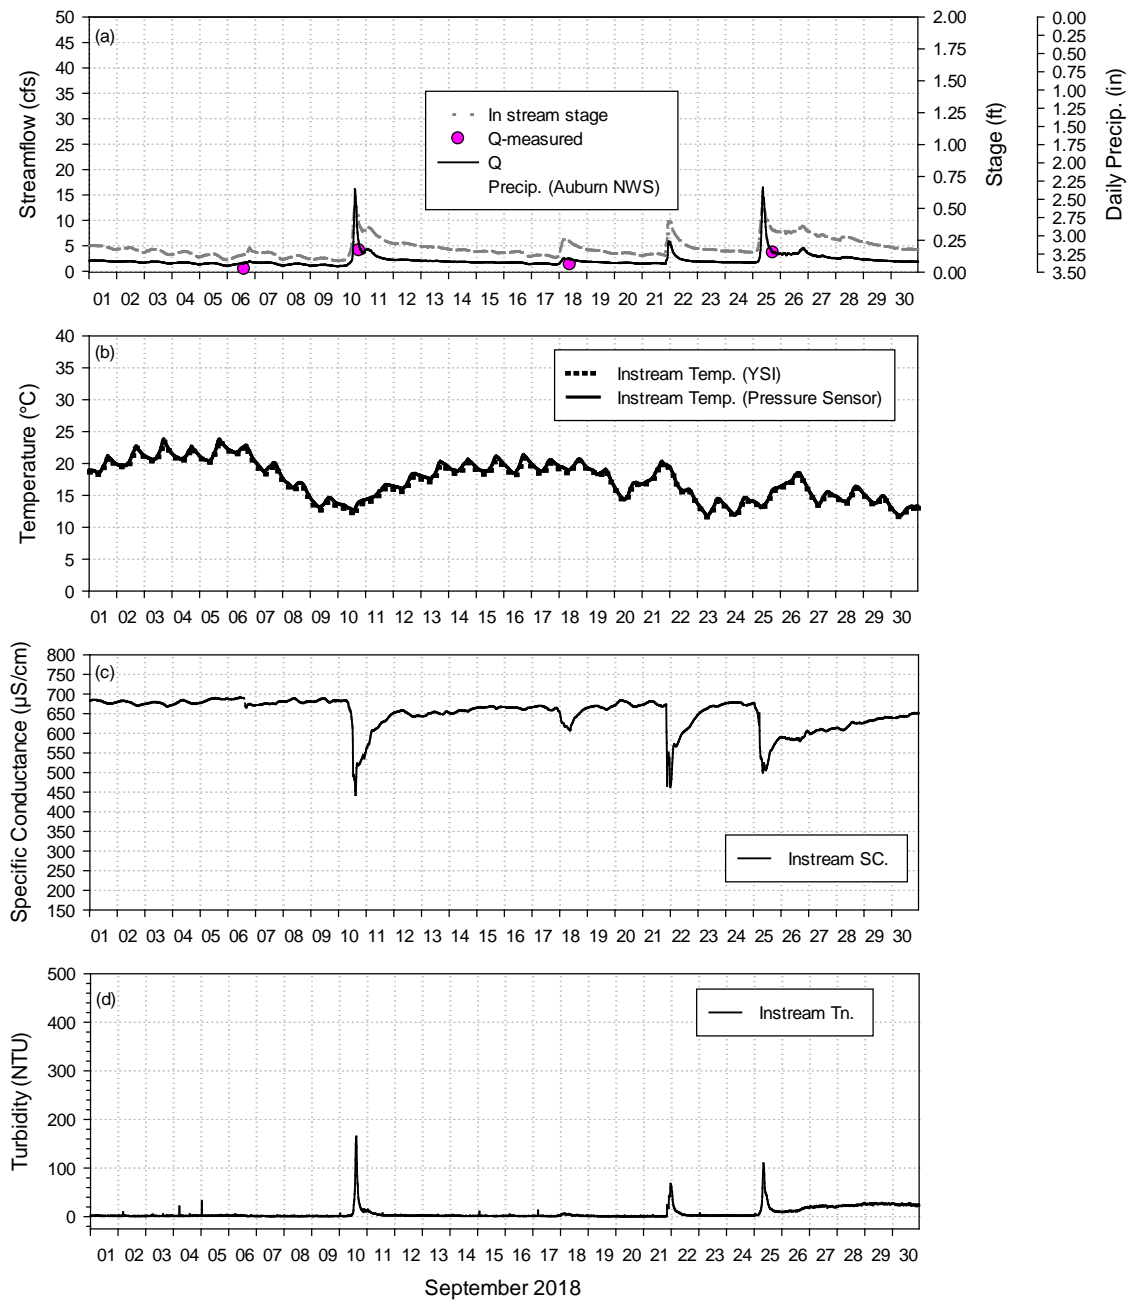 (a)
Streamflow (cfs)
50
45
40
35
30
25
20
15
10
5
0
2.00
1.75
1.50
1.25
1.00
0.75
0.50
0.25
0.00
Stage (ft)
0.00
0.25
0.50
0.75
1.00
1.25
1.50
1.75
2.00
2.25
2.50
2.75
3.00
3.25
3.50
Daily Precip. (in)
In stream stage
Q-measured
Q
Precip. (Auburn NWS)
01 02 03 04 05 06 06 08 09 10 11 12 13 14 15 16 17 18 19 20 21 22 23 24 25 26 27 28 29 30
(b)
Temperature (°C)
40
35
30
25
20
15
10
5
0
Instream Temp. (YSI)
Instream Temp. (Pressure Sensor)
01 02 03 04 05 06 07 08 09 10 11 12 13 14 15 16 17 18 19 20 21 22 23 24 25 26 27 28 29 30
(c)
Specific Conductance (µS/cm)
800
750
700
650
600
550
500
450
400
350
300
250
200
150
Instream SC.
01 02 03 04 05 06 07 08 09 10 11 12 13 14 15 16 17 18 19 20 21 22 23 24 25 26 27 28 29 30
(d)
Turbidity (NTU)
500
400
300
200
100
0
Instream Tn.
01 02 03 04 05 06 07 08 09 10 11 12 13 14 15 16 17 18 19 20 21 22 23 24 25 26 27 28 29 30
September 2018